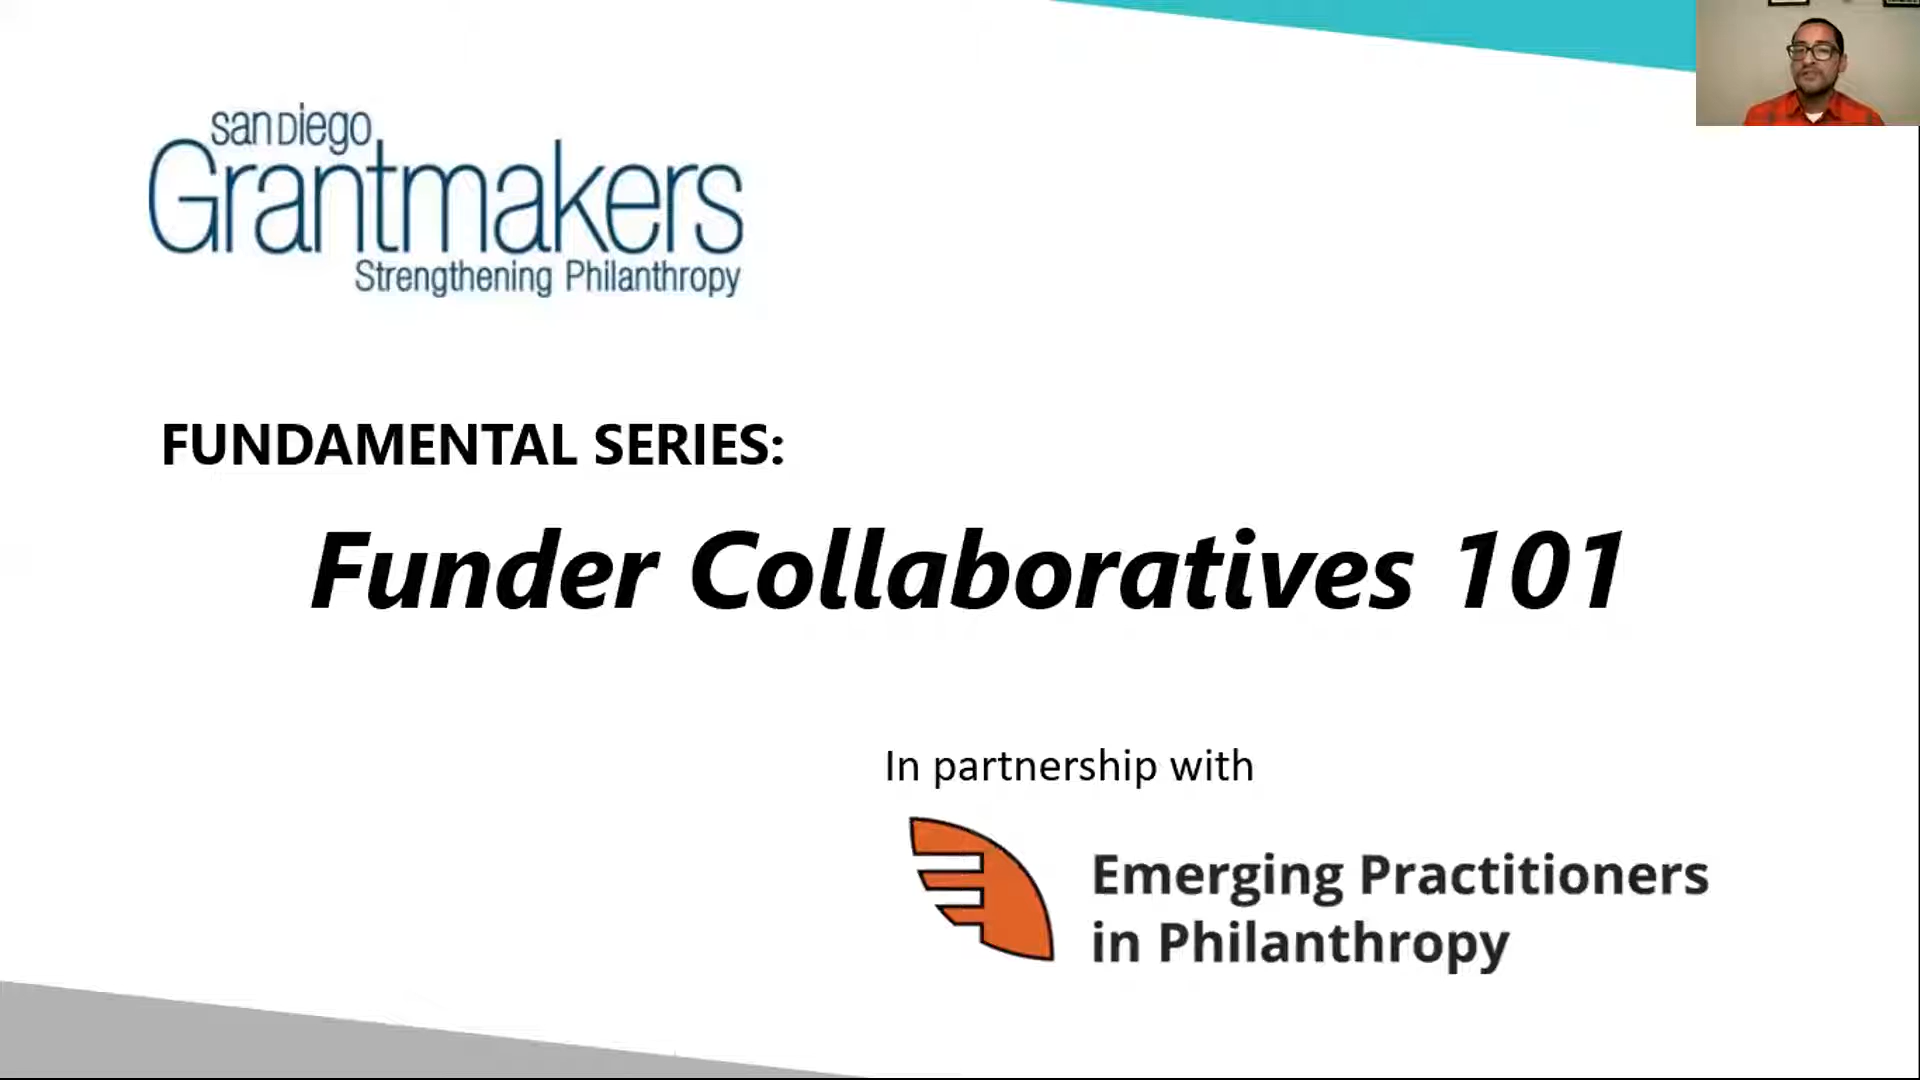 san Diego
Grantmakers
Strengthening Philanthropy
FUNDAMENTAL SERIES:
Funder Collaboratives 101
In partnership with
Emerging Practitioners
in Philanthropy